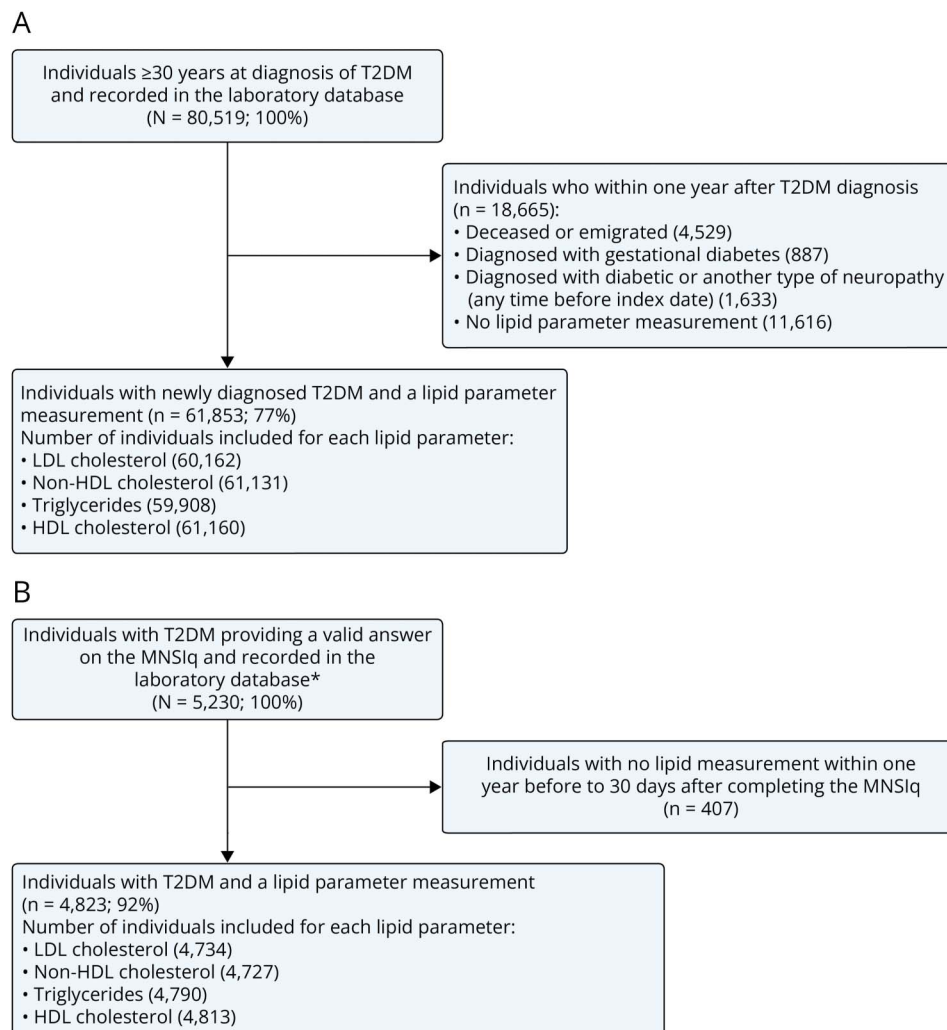 A
Individuals ≥30 years at diagnosis of T2DM
and recorded in the laboratory database
(N = 80,519; 100%)
Individuals who within one year after T2DM diagnosis
(n = 18,665):
• Deceased or emigrated (4,529)
• Diagnosed with gestational diabetes (887)
• Diagnosed with diabetic or another type of neuropathy
(any time before index date) (1,633)
• No lipid parameter measurement (11,616)
Individuals with newly diagnosed T2DM and a lipid parameter
measurement (n = 61,853; 77%)
Number of individuals included for each lipid parameter:
• LDL cholesterol (60,162)
• Non-HDL cholesterol (61,131)
• Triglycerides (59,908)
• HDL cholesterol (61,160)
B
Individuals with T2DM providing a valid answer
on the MNSIq and recorded in the
laboratory database*
(N = 5,230; 100%)
Individuals with no lipid measurement within one
year before to 30 days after completing the MNSIq
(n = 407)
Individuals with T2DM and a lipid parameter measurement
(n = 4,823; 92%)
Number of individuals included for each lipid parameter:
• LDL cholesterol (4,734)
• Non-HDL cholesterol (4,727)
• Triglycerides (4,790)
• HDL cholesterol (4,813)